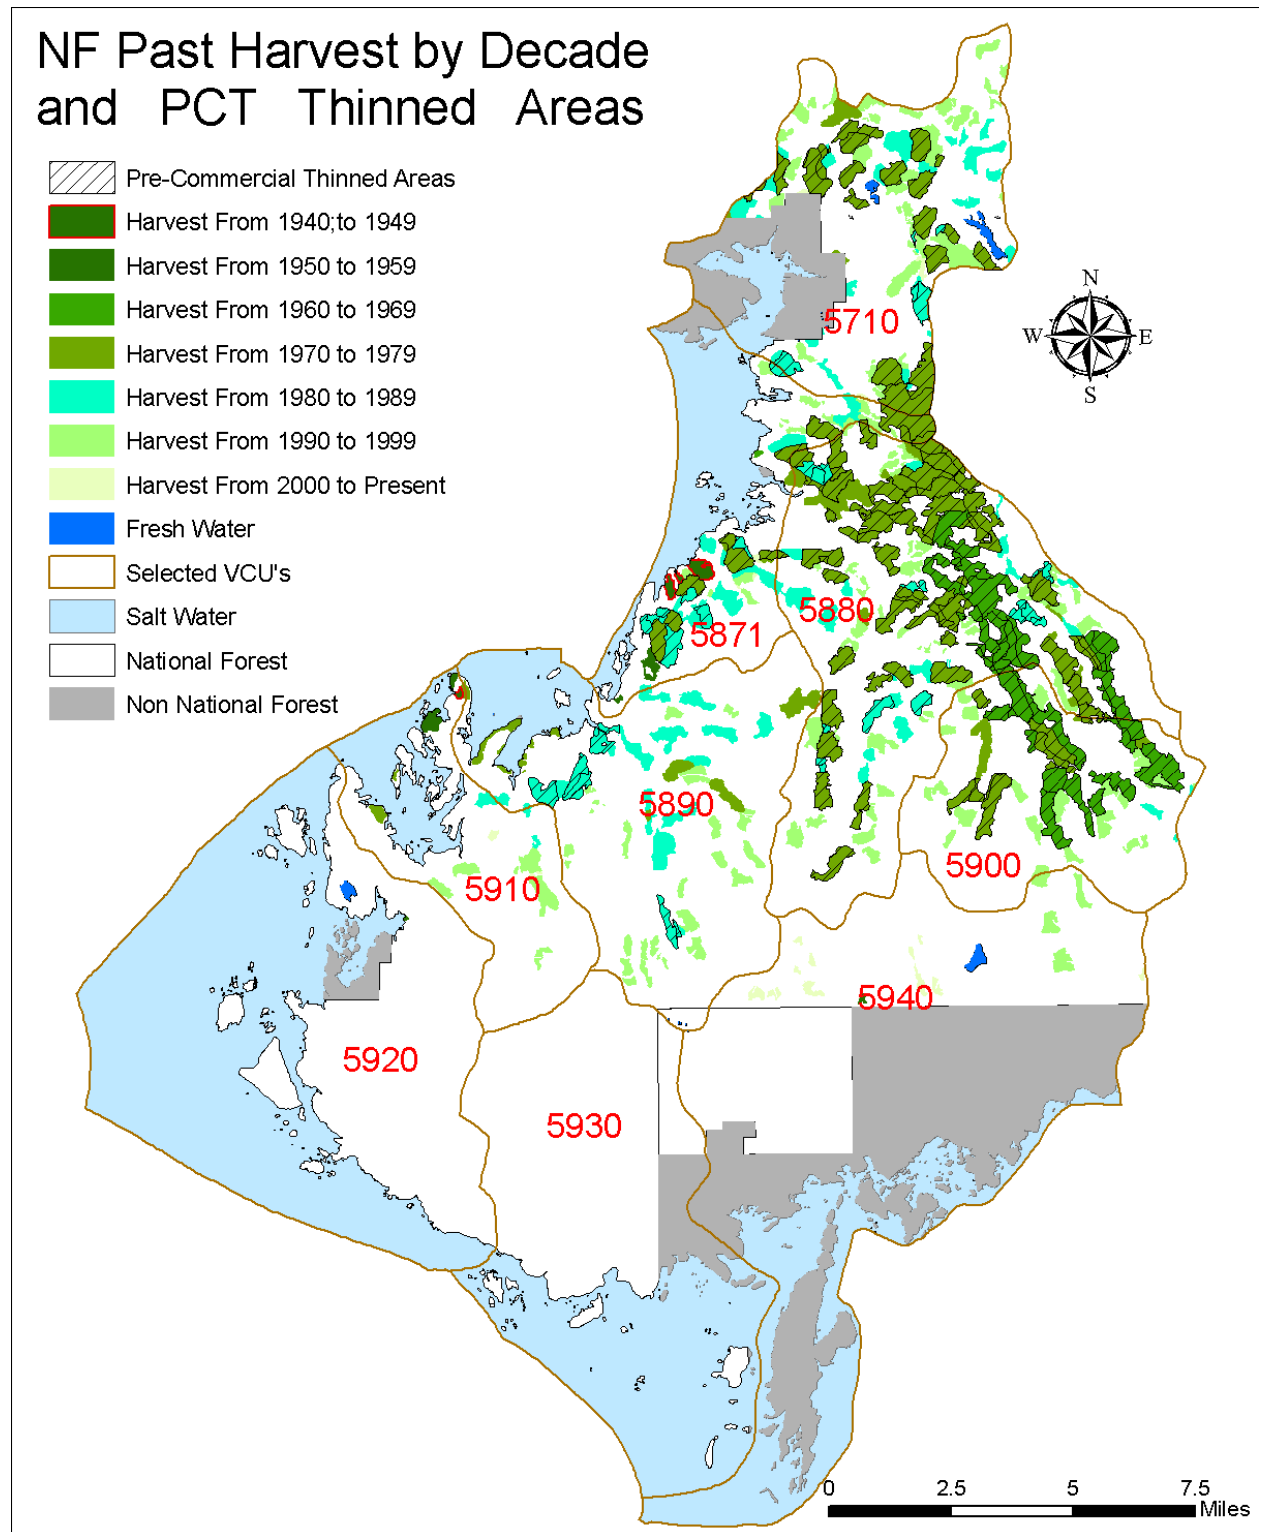 NF Past Harvest by Decade
and PCT Thinned Areas
Pre-Commercial Thinned Areas
Harvest From 1940;to 1949
Harvest From 1950 to 1959
Harvest From 1960 to 1969
Harvest From 1970 to 1979
Harvest From 1980 to 1989
Harvest From 1990 to 1999
Harvest From 2000 to Present
Fresh Water
Selected VCU's
Salt Water
National Forest
Non National Forest
N
W E
S
5710
5880
5871
5890
5900
5910
5940
5920
5930
0 2.5 5 7.5
Miles